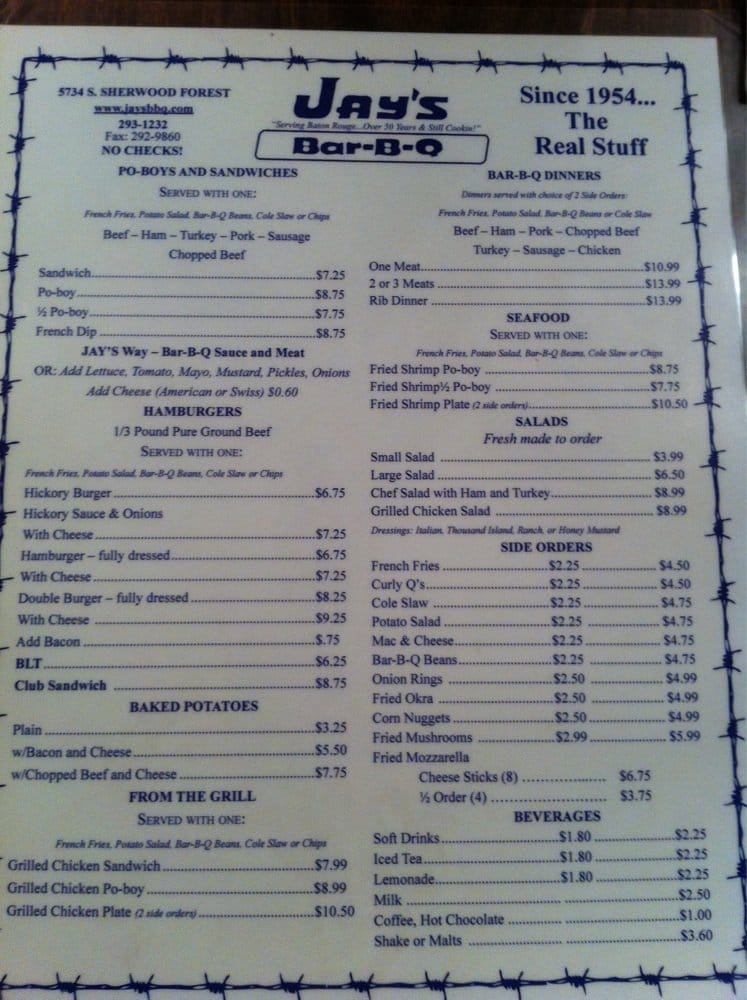 5734 S. SHERWOOD FOREST
www.jaysbbq.com
293-1232
Fax: 292-9860
NO CHECKS!
JAY'S
"Serving Baton Rouge...Over 50 Years & Still Cookin!"
Bar-B-Q
Since 1954...
The
Real Stuff
PO-BOYS AND SANDWICHES
SERVED WITH ONE:
French Fries, Potato Salad, Bar-B-Q Beans, Cole Slaw or Chips
Beef – Ham – Turkey – Pork – Sausage
Chopped Beef
Sandwich $7.25
Po-boy $8.75
½ Po-boy $7.75
French Dip $8.75
JAY'S Way – Bar-B-Q Sauce and Meat
OR: Add Lettuce, Tomato, Mayo, Mustard, Pickles, Onions
Add Cheese (American or Swiss) $0.60
HAMBURGERS
1/3 Pound Pure Ground Beef
SERVED WITH ONE:
French Fries, Potato Salad, Bar-B-Q Beans, Cole Slaw or Chips
Hickory Burger $6.75
Hickory Sauce & Onions
With Cheese $7.25
Hamburger – fully dressed $6.75
With Cheese $7.25
Double Burger – fully dressed $8.25
With Cheese $9.25
Add Bacon $.75
BLT $6.25
Club Sandwich $8.75
BAKED POTATOES
Plain $3.25
w/Bacon and Cheese $5.50
w/Chopped Beef and Cheese $7.75
FROM THE GRILL
SERVED WITH ONE:
French Fries, Potato Salad, Bar-B-Q Beans, Cole Slaw or Chips
Grilled Chicken Sandwich $7.99
Grilled Chicken Po-boy $8.99
Grilled Chicken Plate (2 side orders) $10.50
BAR-B-Q DINNERS
Dinners served with choice of 2 Side Orders:
French Fries, Potato Salad, Bar-B-Q Beans or Cole Slaw
Beef – Ham – Pork – Chopped Beef
Turkey – Sausage – Chicken
One Meat $10.99
2 or 3 Meats $13.99
Rib Dinner $13.99
SEAFOOD
SERVED WITH ONE:
French Fries, Potato Salad, Bar-B-Q Beans, Cole Slaw or Chips
Fried Shrimp Po-boy $8.75
Fried Shrimp½ Po-boy $7.75
Fried Shrimp Plate (2 side orders) $10.50
SALADS
Fresh made to order
Small Salad $3.99
Large Salad $6.50
Chef Salad with Ham and Turkey $8.99
Grilled Chicken Salad $8.99
Dressings: Italian, Thousand Island, Ranch, or Honey Mustard
SIDE ORDERS
French Fries $2.25 $4.50
Curly Q's $2.25 $4.50
Cole Slaw $2.25 $4.75
Potato Salad $2.25 $4.75
Mac & Cheese $2.25 $4.75
Bar-B-Q Beans $2.25 $4.75
Onion Rings $2.50 $4.99
Fried Okra $2.50 $4.99
Corn Nuggets $2.50 $4.99
Fried Mushrooms $2.99 $5.99
Fried Mozzarella
Cheese Sticks (8) $6.75
½ Order (4) $3.75
BEVERAGES
Soft Drinks $1.80 $2.25
Iced Tea $1.80 $2.25
Lemonade $1.80 $2.25
Milk $2.50
Coffee, Hot Chocolate $1.00
Shake or Malts $3.60